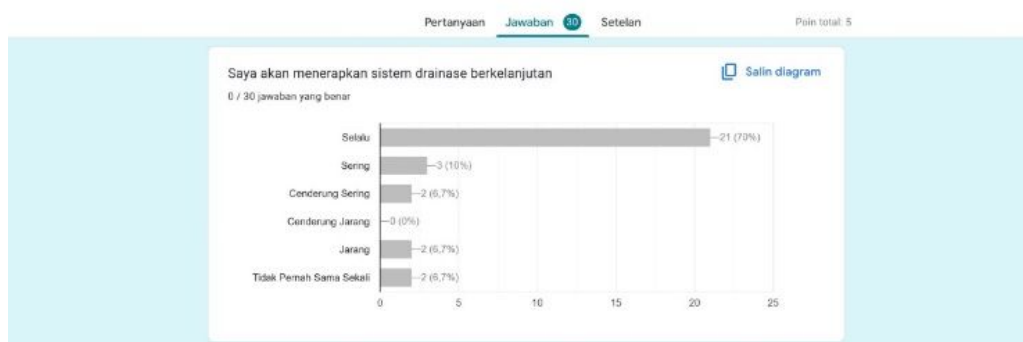 Pertanyaan Jawaban 30 Setelan Poin total: 5
Saya akan menerapkan sistem drainase berkelanjutan Salin diagram
0 / 30 jawaban yang benar
Selalu 21 (70%)
Sering 3 (10%)
Cenderung Sering 2 (6,7%)
Cenderung Jarang 0 (0%)
Jarang 2 (6,7%)
Tidak Pernah Sama Sekali 2 (6,7%)
0 5 10 15 20 25